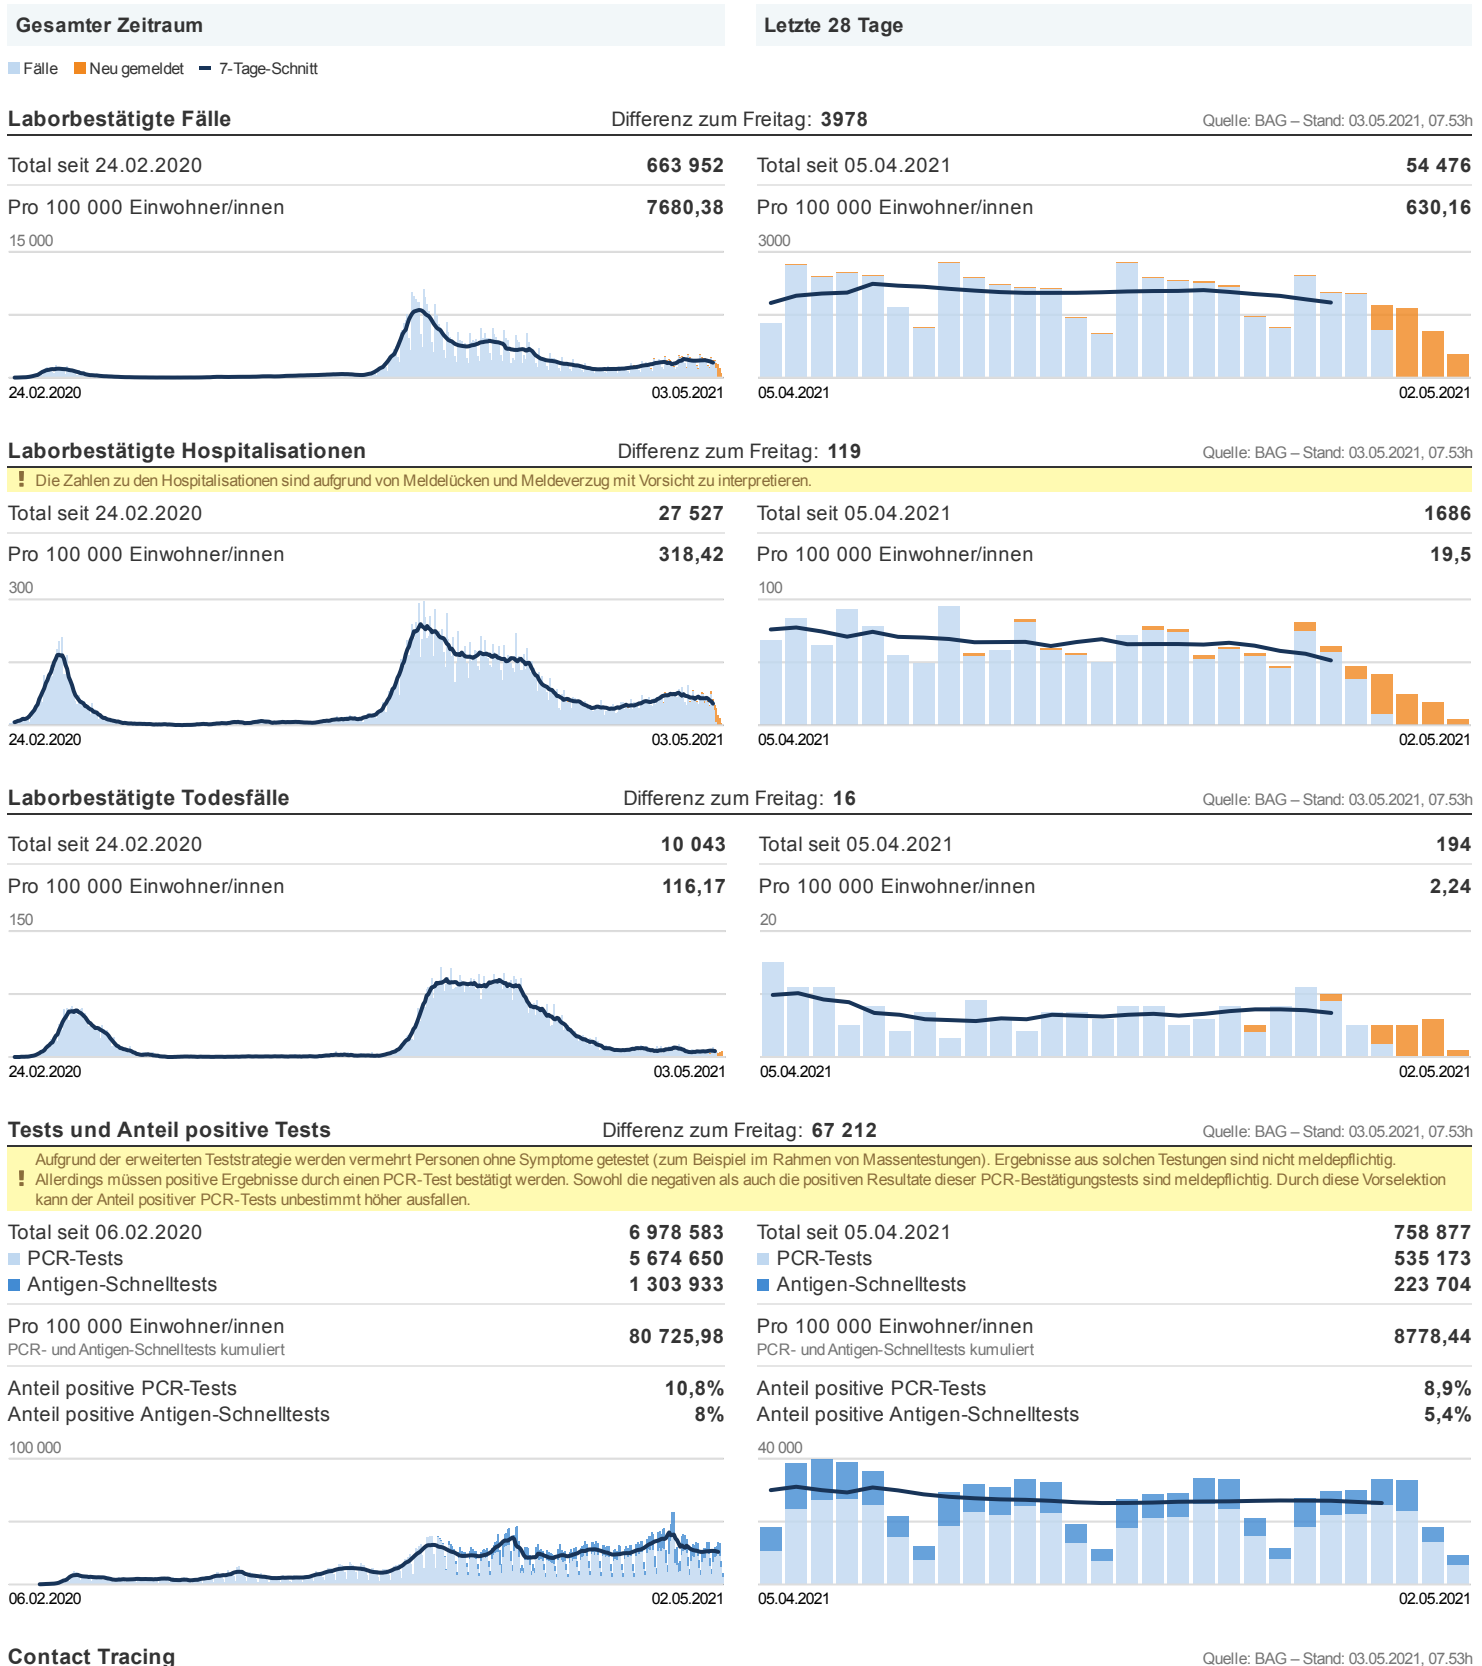 Gesamter Zeitraum
Letzte 28 Tage
Fälle Neu gemeldet 7-Tage-Schnitt
Laborbestätigte Fälle Differenz zum Freitag: 3978 Quelle: BAG – Stand: 03.05.2021, 07.53h
Total seit 24.02.2020 663 952
Pro 100 000 Einwohner/innen 7680,38
15 000
24.02.2020 03.05.2021
Total seit 05.04.2021 54 476
Pro 100 000 Einwohner/innen 630,16
3000
05.04.2021 02.05.2021
Laborbestätigte Hospitalisationen Differenz zum Freitag: 119 Quelle: BAG – Stand: 03.05.2021, 07.53h
! Die Zahlen zu den Hospitalisationen sind aufgrund von Meldelücken und Meldeverzug mit Vorsicht zu interpretieren.
Total seit 24.02.2020 27 527
Pro 100 000 Einwohner/innen 318,42
300
24.02.2020 03.05.2021
Total seit 05.04.2021 1686
Pro 100 000 Einwohner/innen 19,5
100
05.04.2021 02.05.2021
Laborbestätigte Todesfälle Differenz zum Freitag: 16 Quelle: BAG – Stand: 03.05.2021, 07.53h
Total seit 24.02.2020 10 043
Pro 100 000 Einwohner/innen 116,17
150
24.02.2020 03.05.2021
Total seit 05.04.2021 194
Pro 100 000 Einwohner/innen 2,24
20
05.04.2021 02.05.2021
Tests und Anteil positive Tests Differenz zum Freitag: 67 212 Quelle: BAG – Stand: 03.05.2021, 07.53h
Aufgrund der erweiterten Teststrategie werden vermehrt Personen ohne Symptome getestet (zum Beispiel im Rahmen von Massentestungen). Ergebnisse aus solchen Testungen sind nicht meldepflichtig.
! Allerdings müssen positive Ergebnisse durch einen PCR-Test bestätigt werden. Sowohl die negativen als auch die positiven Resultate dieser PCR-Bestätigungstests sind meldepflichtig. Durch diese Vorselektion
kann der Anteil positiver PCR-Tests unbestimmt höher ausfallen.
Total seit 06.02.2020 6 978 583
PCR-Tests 5 674 650
Antigen-Schnelltests 1 303 933
Pro 100 000 Einwohner/innen 80 725,98
PCR- und Antigen-Schnelltests kumuliert
Anteil positive PCR-Tests 10,8%
Anteil positive Antigen-Schnelltests 8%
100 000
06.02.2020 02.05.2021
Total seit 05.04.2021 758 877
PCR-Tests 535 173
Antigen-Schnelltests 223 704
Pro 100 000 Einwohner/innen 8778,44
PCR- und Antigen-Schnelltests kumuliert
Anteil positive PCR-Tests 8,9%
Anteil positive Antigen-Schnelltests 5,4%
40 000
05.04.2021 02.05.2021
Contact Tracing Quelle: BAG – Stand: 03.05.2021, 07.53h